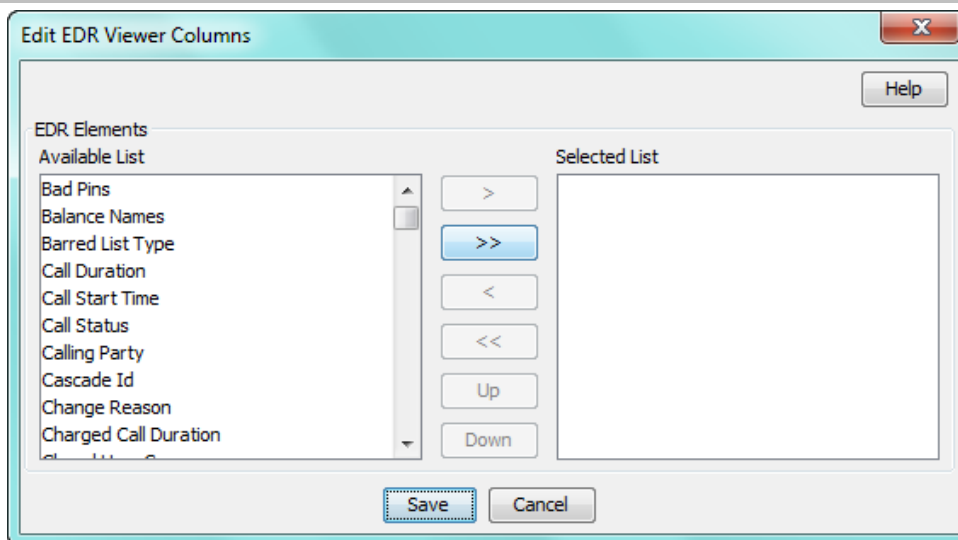 Edit EDR Viewer Columns
Help
EDR Elements
Available List
Selected List
Bad Pins
Balance Names
Barred List Type
Call Duration
Call Start Time
Call Status
Calling Party
Cascade Id
Change Reason
Charged Call Duration
>
>>
<
<<
Up
Down
Save
Cancel